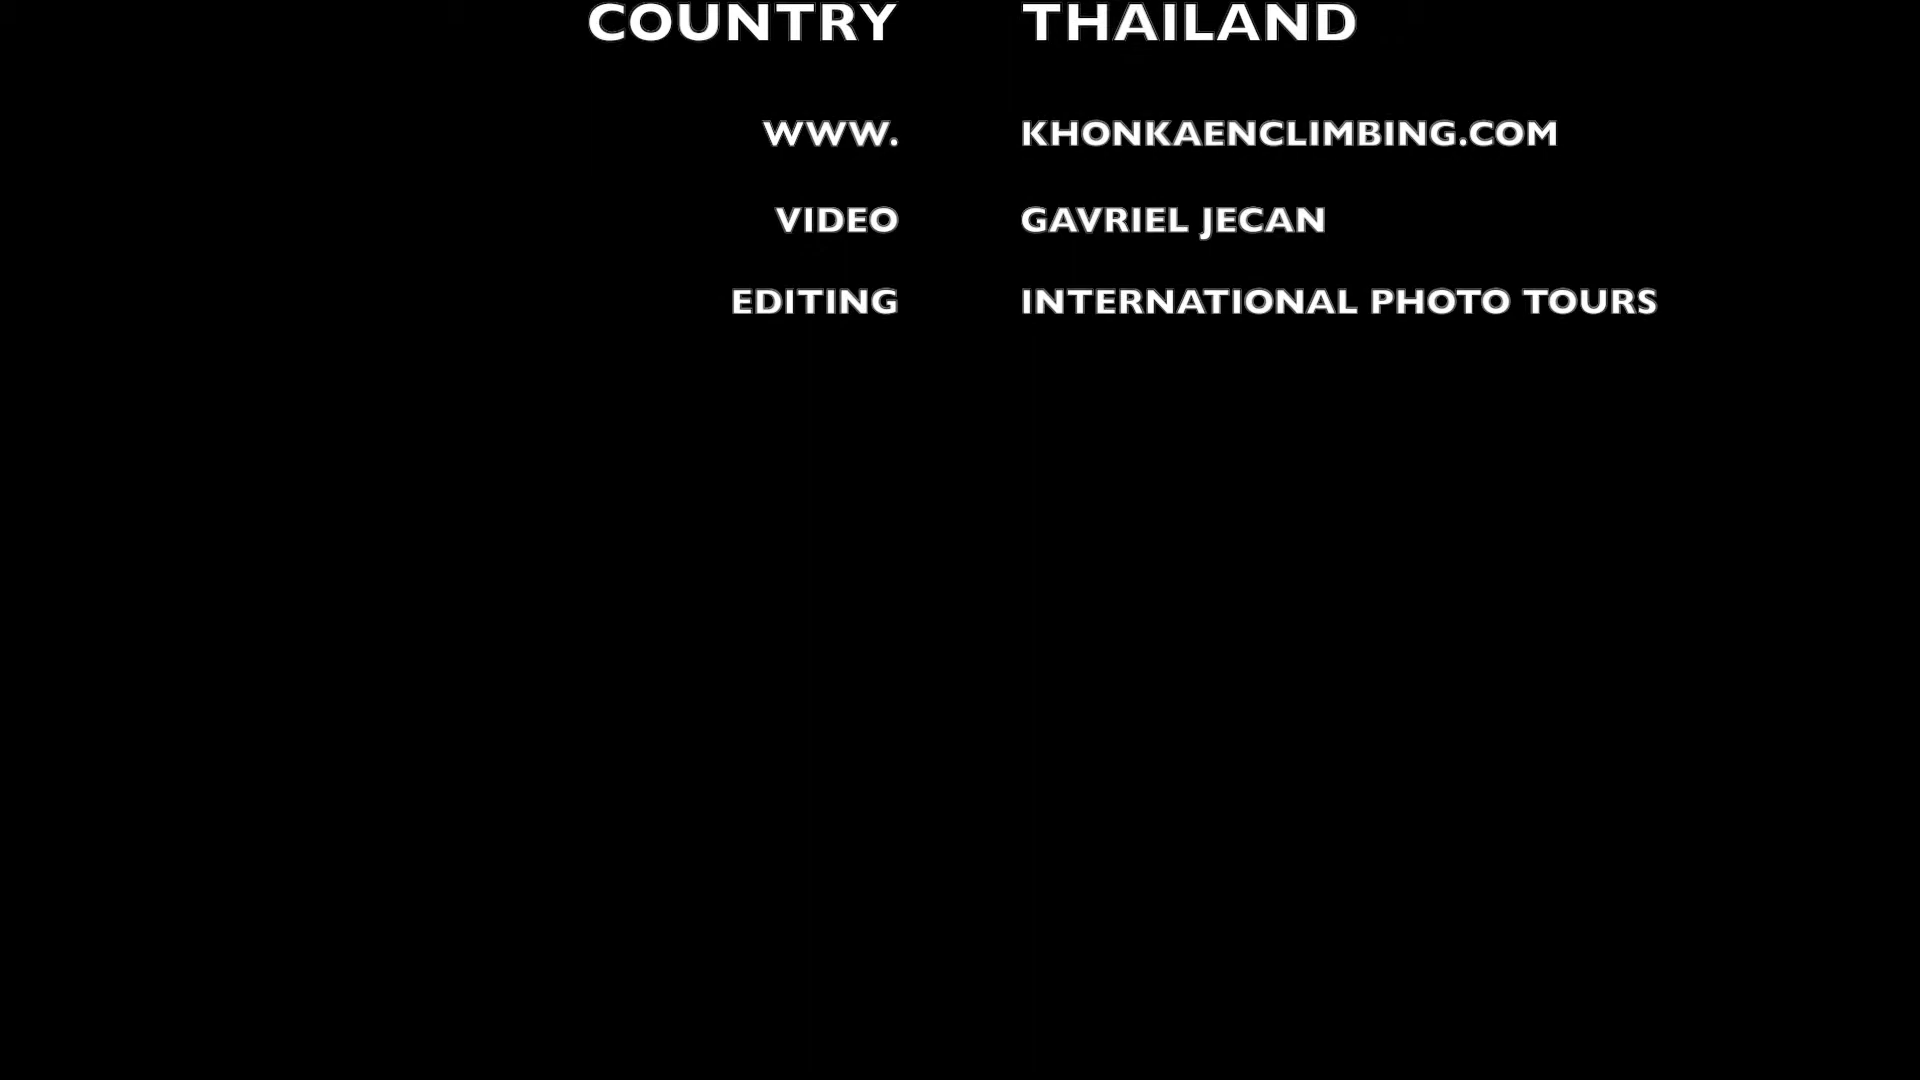 COUNTRY THAILAND
WWW. KHONKAENCLIMBING.COM
VIDEO GAVRIEL JECAN
EDITING INTERNATIONAL PHOTO TOURS